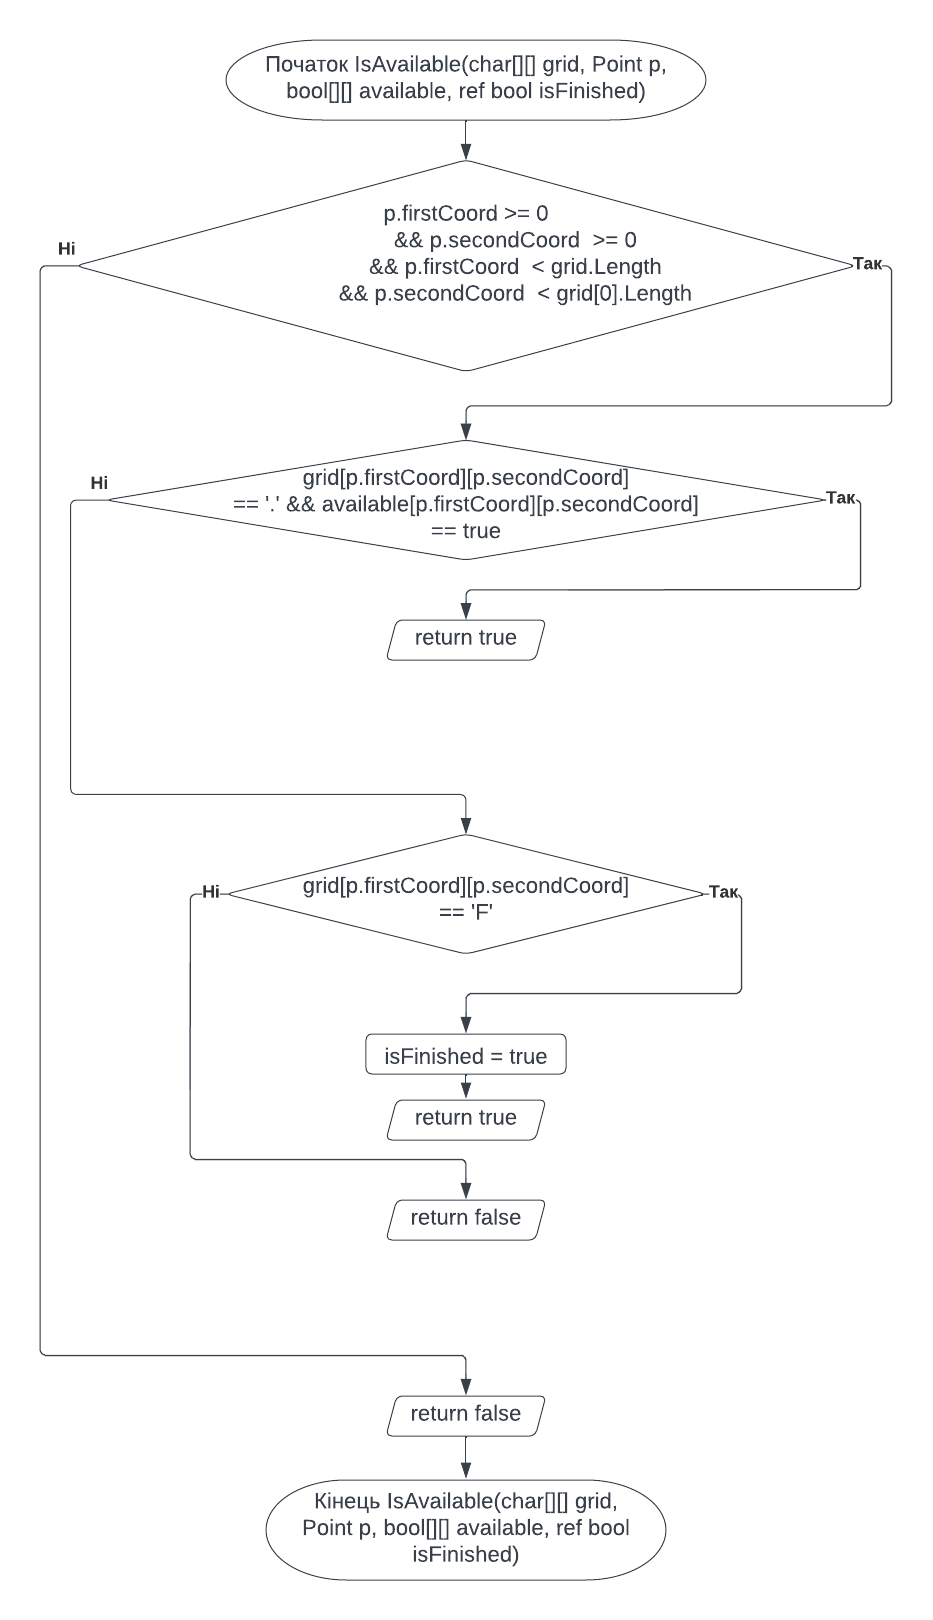 Початок IsAvailable(char[][] grid, Point p,
bool[][] available, ref bool isFinished)
p.firstCoord >= 0
&& p.secondCoord  >= 0
&& p.firstCoord  < grid.Length
&& p.secondCoord  < grid[0].Length
Ні
Так
grid[p.firstCoord][p.secondCoord]
== '.' && available[p.firstCoord][p.secondCoord]
== true
Ні
Так
return true
grid[p.firstCoord][p.secondCoord]
== 'F'
Ні
Так
isFinished = true
return true
return false
return false
Кінець IsAvailable(char[][] grid,
Point p, bool[][] available, ref bool
isFinished)